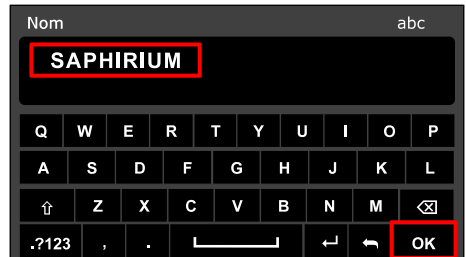 Nom abc
SAPHIRIUM
Q W E R T Y U I O P
A S D F G H J K L
⇧ Z X C V B N M ⌫
.?123 , . OK